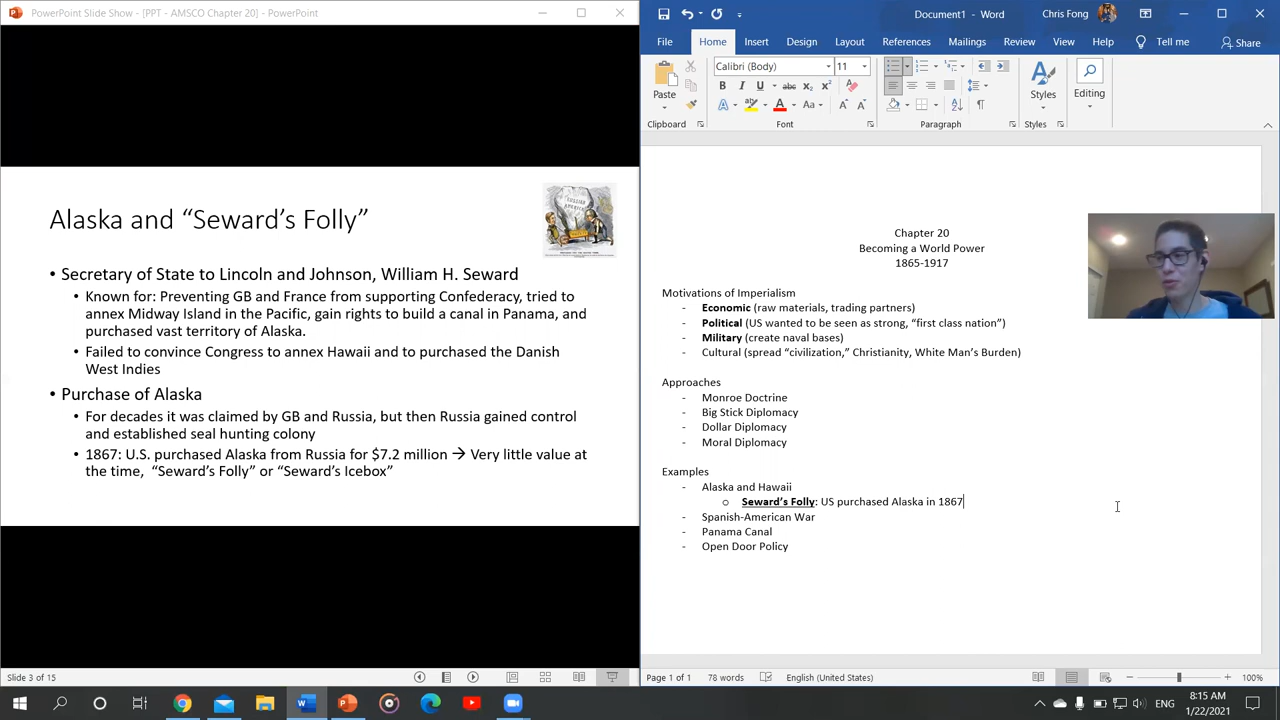 PowerPoint Slide Show - [PPT - AMSCO Chapter 20] - PowerPoint
Alaska and “Seward’s Folly”
RUSSIAN
AMERICA
• Secretary of State to Lincoln and Johnson, William H. Seward
• Known for: Preventing GB and France from supporting Confederacy, tried to
annex Midway Island in the Pacific, gain rights to build a canal in Panama, and
purchased vast territory of Alaska.
• Failed to convince Congress to annex Hawaii and to purchased the Danish
West Indies
• Purchase of Alaska
• For decades it was claimed by GB and Russia, but then Russia gained control
and established seal hunting colony
• 1867: U.S. purchased Alaska from Russia for $7.2 million → Very little value at
the time, “Seward’s Folly” or “Seward’s Icebox”
Slide 3 of 15
Document1 - Word
Chris Fong
File Home Insert Draw Design Layout References Mailings Review View Help Tell me Share
Calibri (Body) 11
Paste
Styles
Editing
Clipboard Font Paragraph Styles
Chapter 20
Becoming a World Power
1865-1917
Motivations of Imperialism
- Economic (raw materials, trading partners)
- Political (US wanted to be seen as strong, “first class nation”)
- Military (create naval bases)
- Cultural (spread “civilization,” Christianity, White Man’s Burden)
Approaches
- Monroe Doctrine
- Big Stick Diplomacy
- Dollar Diplomacy
- Moral Diplomacy
Examples
- Alaska and Hawaii
o Seward’s Folly: US purchased Alaska in 1867
- Spanish-American War
- Panama Canal
- Open Door Policy
Page 1 of 1 78 words English (United States) 100%
ENG
8:15 AM
1/22/2021